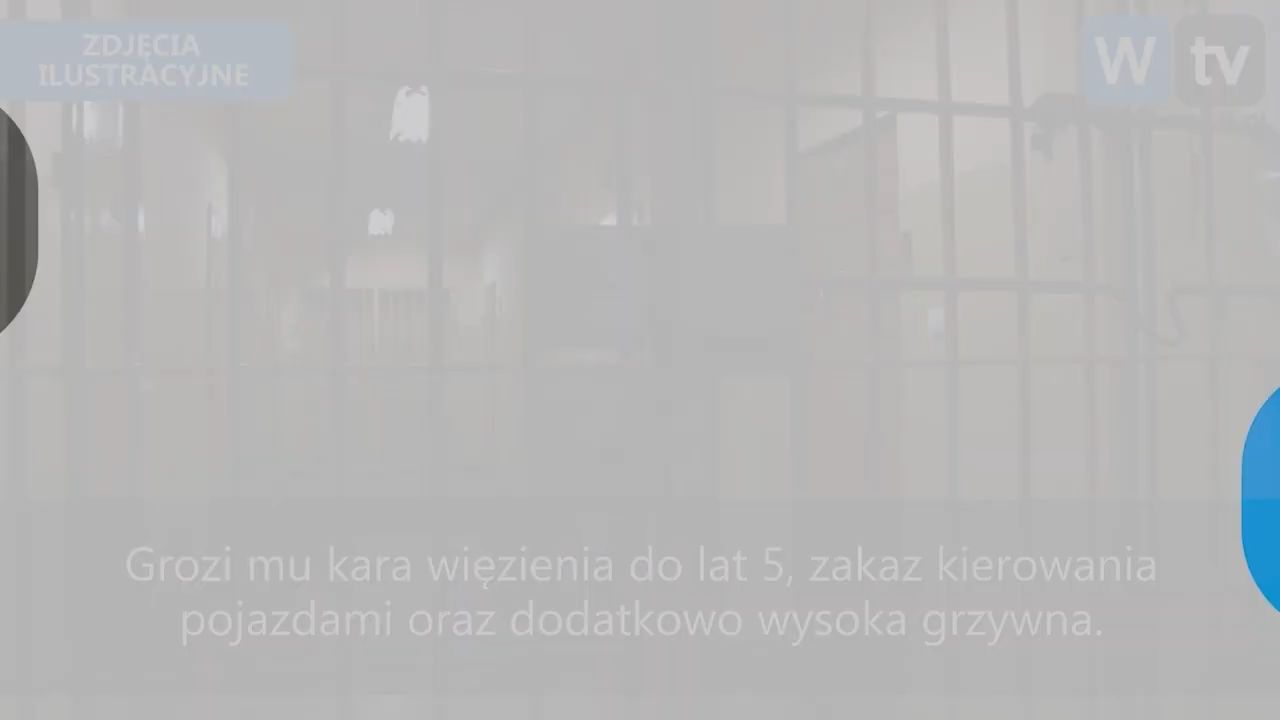 ZDJĘCIA
ILUSTRACYJNE
W tv
Grozi mu kara więzienia do lat 5, zakaz kierowania
pojazdami oraz dodatkowo wysoka grzywna.